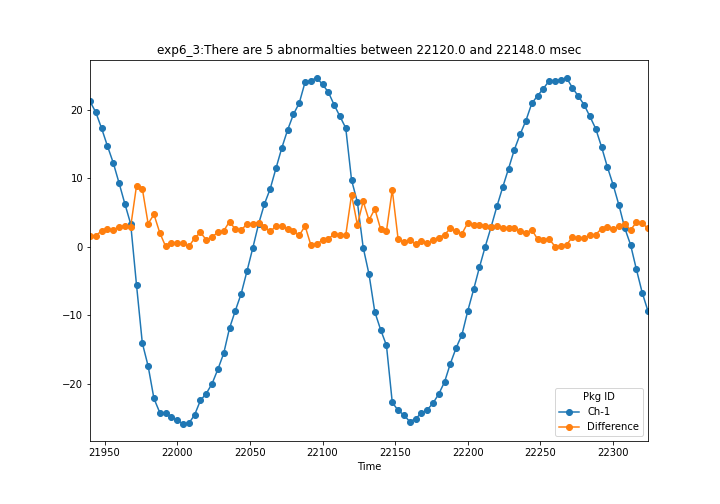 exp6_3:There are 5 abnormalties between 22120.0 and 22148.0 msec
20
10
0
−10
−20
21950 22000 22050 22100 22150 22200 22250 22300
Time
Pkg ID
Ch-1
Difference